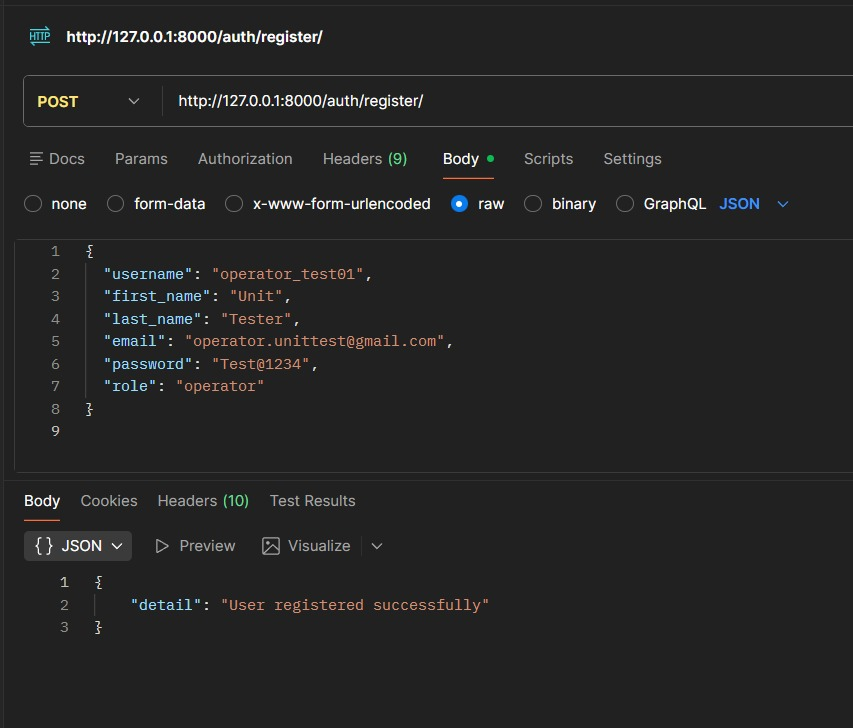 HTTP http://127.0.0.1:8000/auth/register/
POST http://127.0.0.1:8000/auth/register/
Docs Params Authorization Headers (9) Body Scripts Settings
none form-data x-www-form-urlencoded raw binary GraphQL JSON
1 {
2 "username": "operator_test01",
3 "first_name": "Unit",
4 "last_name": "Tester",
5 "email": "operator.unittest@gmail.com",
6 "password": "Test@1234",
7 "role": "operator"
8 }
9
Body Cookies Headers (10) Test Results
{} JSON Preview Visualize
1 {
2 "detail": "User registered successfully"
3 }